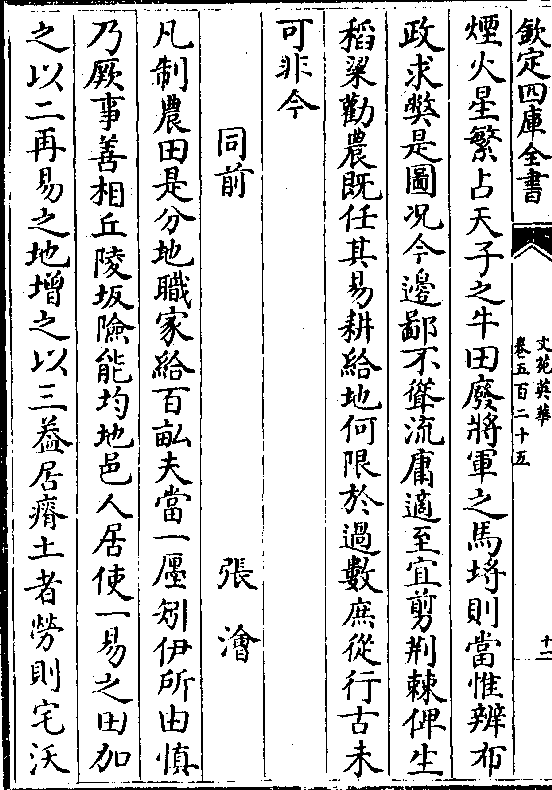 欽定四庫全書
文苑英華
卷五百二十五
十二
煙火星繁占天子之牛田廢將軍之馬埒則當惟辨布
政求獘是圖况今邊鄙不聳流庸適至宜剪荆棘俾生
稻粱勸農既任其易耕給地何限於過數庶從行古未
可非今
同前
張澮
凡制農田是分地職家給百畝夫當一廛矧伊所由慎
乃厥事善相丘陵坂險能均地邑人居使一易之田加
之以二再易之地增之以三葢居瘠土者勞則宅沃